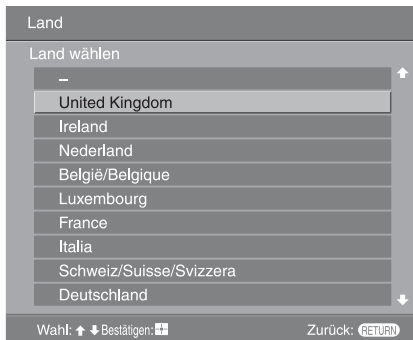 Land
Land wählen
–
United Kingdom
Ireland
Nederland
België/Belgique
Luxembourg
France
Italia
Schweiz/Suisse/Svizzera
Deutschland
Wahl: Bestätigen: Zurück: RETURN